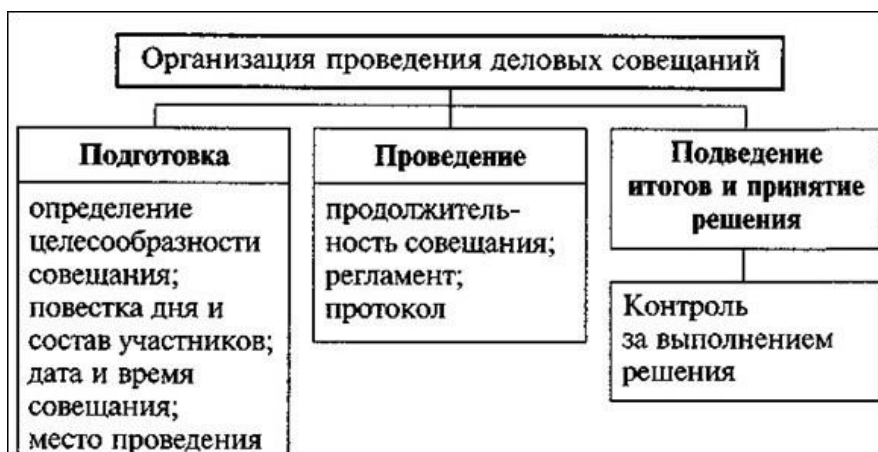 Организация проведения деловых совещаний
Подготовка
определение
целесообразности
совещания;
повестка дня и
состав участников;
дата и время
совещания;
место проведения
Проведение
продолжитель-
ность совещания;
регламент;
протокол
Подведение
итогов и принятие
решения
Контроль
за выполнением
решения